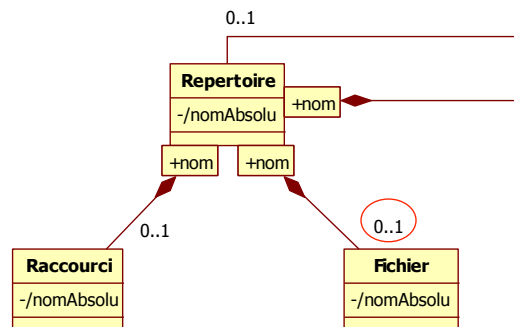 0..1
Repertoire
-/nomAbsolu
+nom
+nom
+nom
0..1
0..1
Raccourci
-/nomAbsolu
Fichier
-/nomAbsolu